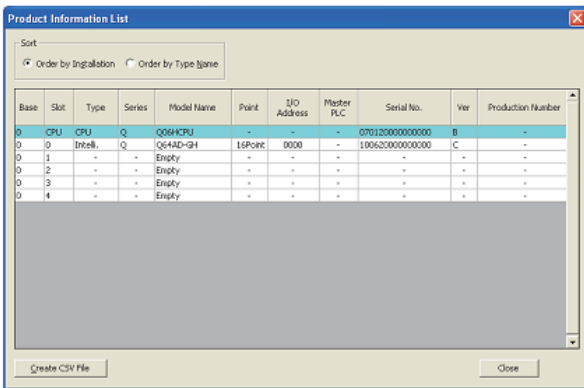 Product Information List
Sort
Order by Installation Order by Type Name
Base Slot Type Series Model Name Point I/O Address Master PLC Serial No. Ver Production Number
0 CPU CPU Q Q06HCPU - - - 070120000000000 B -
0 0 Intelli. Q Q64AD-GH 16Point 0000 - 100620000000000 C -
0 1 - - Empty - - - - - -
0 2 - - Empty - - - - - -
0 3 - - Empty - - - - - -
0 4 - - Empty - - - - - -
Create CSV File Close